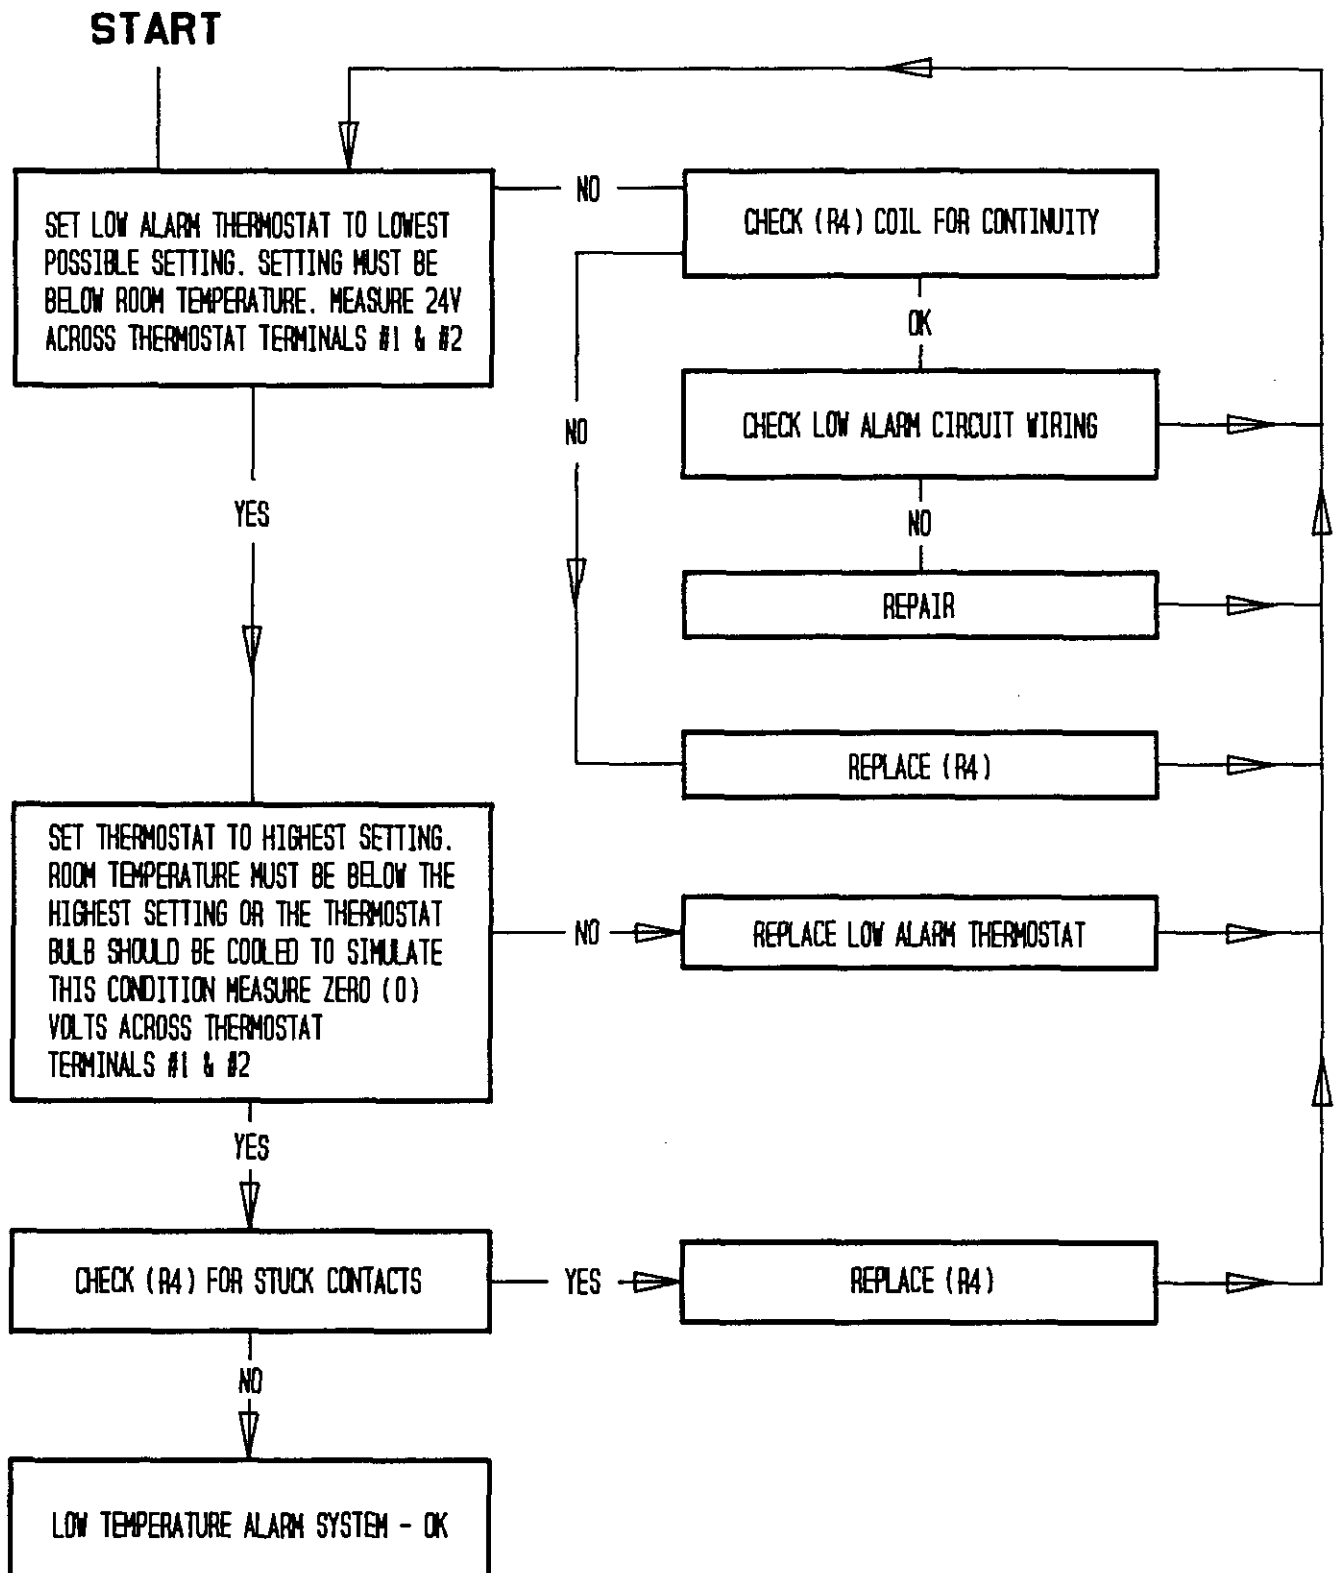 START
SET LOW ALARM THERMOSTAT TO LOWEST
POSSIBLE SETTING. SETTING MUST BE
BELOW ROOM TEMPERATURE. MEASURE 24V
ACROSS THERMOSTAT TERMINALS #1 & #2
NO
CHECK (R4) COIL FOR CONTINUITY
OK
NO
CHECK LOW ALARM CIRCUIT WIRING
YES
NO
REPAIR
REPLACE (R4)
SET THERMOSTAT TO HIGHEST SETTING.
ROOM TEMPERATURE MUST BE BELOW THE
HIGHEST SETTING OR THE THERMOSTAT
BULB SHOULD BE COOLED TO SIMULATE
THIS CONDITION MEASURE ZERO (0)
VOLTS ACROSS THERMOSTAT
TERMINALS #1 & #2
NO
REPLACE LOW ALARM THERMOSTAT
YES
CHECK (R4) FOR STUCK CONTACTS
YES
REPLACE (R4)
NO
LOW TEMPERATURE ALARM SYSTEM - OK